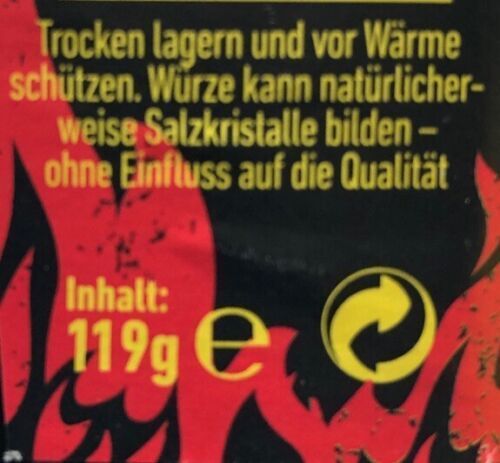 Trocken lagern und vor Wärme
schützen. Würze kann natürlicher-
weise Salzkristalle bilden –
ohne Einfluss auf die Qualität
Inhalt:
119g ℮